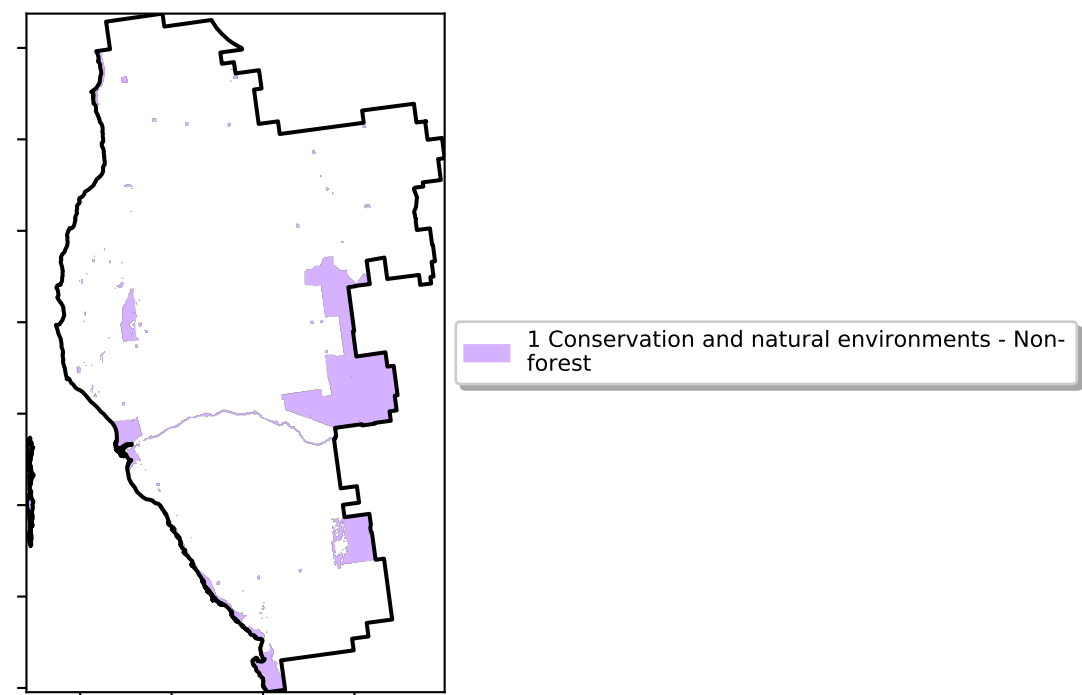 1 Conservation and natural environments - Non-
forest